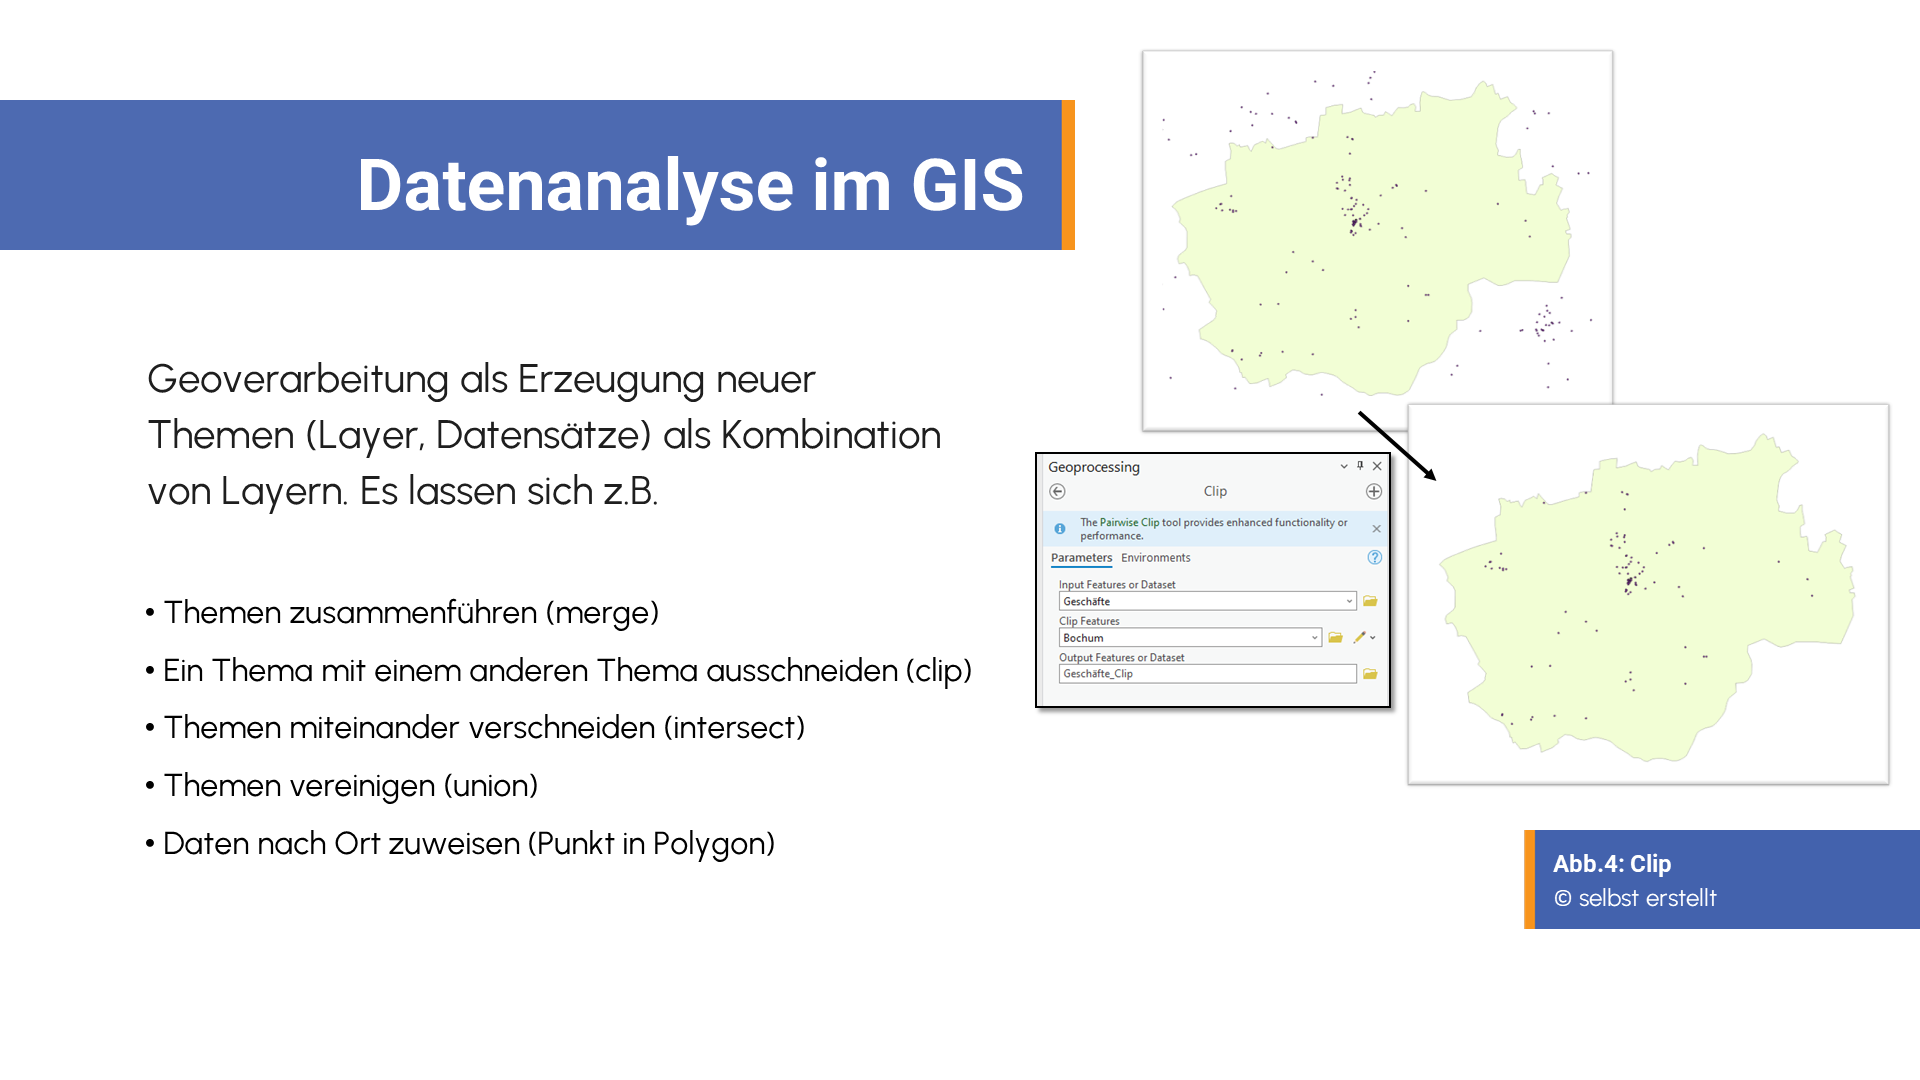 Datenanalyse im GIS
Geoverarbeitung als Erzeugung neuer
Themen (Layer, Datensätze) als Kombination
von Layern. Es lassen sich z.B.
• Themen zusammenführen (merge)
• Ein Thema mit einem anderen Thema ausschneiden (clip)
• Themen miteinander verschneiden (intersect)
• Themen vereinigen (union)
• Daten nach Ort zuweisen (Punkt in Polygon)
Geoprocessing
Clip
The Pairwise Clip tool provides enhanced functionality or
performance.
Parameters Environments
Input Features or Dataset
Geschäfte
Clip Features
Bochum
Output Features or Dataset
Geschäfte_Clip
Abb.4: Clip
© selbst erstellt